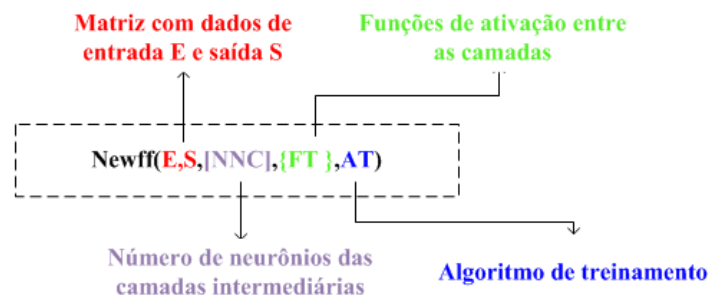 Matriz com dados de
entrada E e saída S
Funções de ativação entre
as camadas
Newff(E,S,[NNC],{FT },AT)
Número de neurônios das
camadas intermediárias
Algoritmo de treinamento